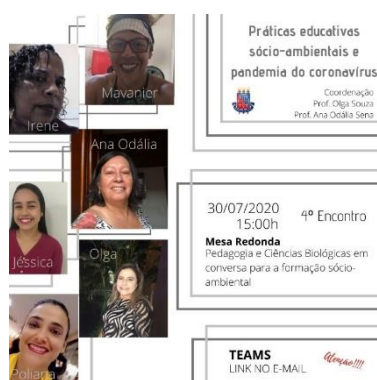 Mavanier
Irene
Ana Odália
Jéssica
Olga
Poliana
Práticas educativas
sócio-ambientais e
pandemia do coronavírus
Coordenação
Prof. Olga Souza
Prof. Ana Odália Sena
30/07/2020
15:00h
4º Encontro
Mesa Redonda
Pedagogia e Ciências Biológicas em
conversa para a formação sócio-
ambiental
TEAMS
LINK NO E-MAIL
Atenção!!!!